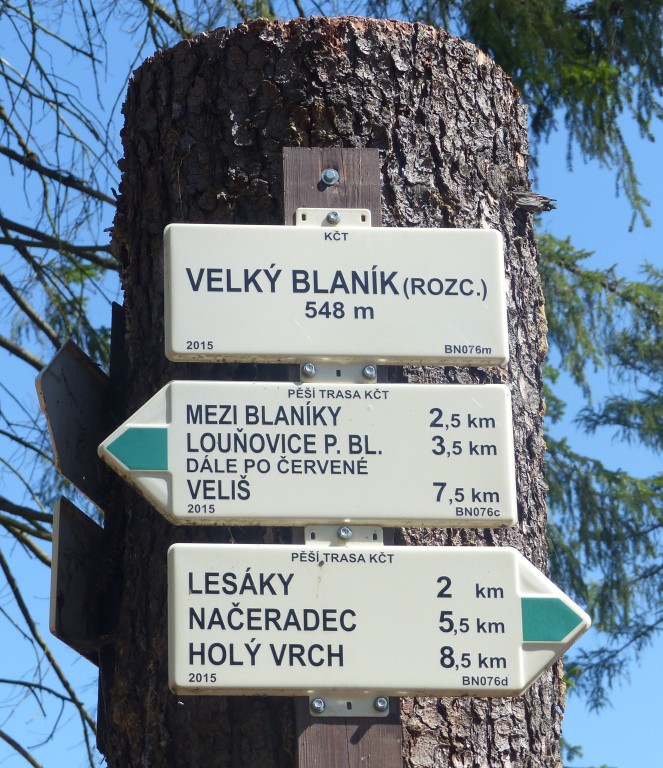 KČT
VELKÝ BLANÍK (ROZC.)
548 m
2015 BN076m
PĚŠÍ TRASA KČT
MEZI BLANÍKY 2,5 km
LOUŇOVICE P. BL. 3,5 km
DÁLE PO ČERVENÉ
VELIŠ 7,5 km
2015 BN076c
PĚŠÍ TRASA KČT
LESÁKY 2 km
NAČERADEC 5,5 km
HOLÝ VRCH 8,5 km
2015 BN076d